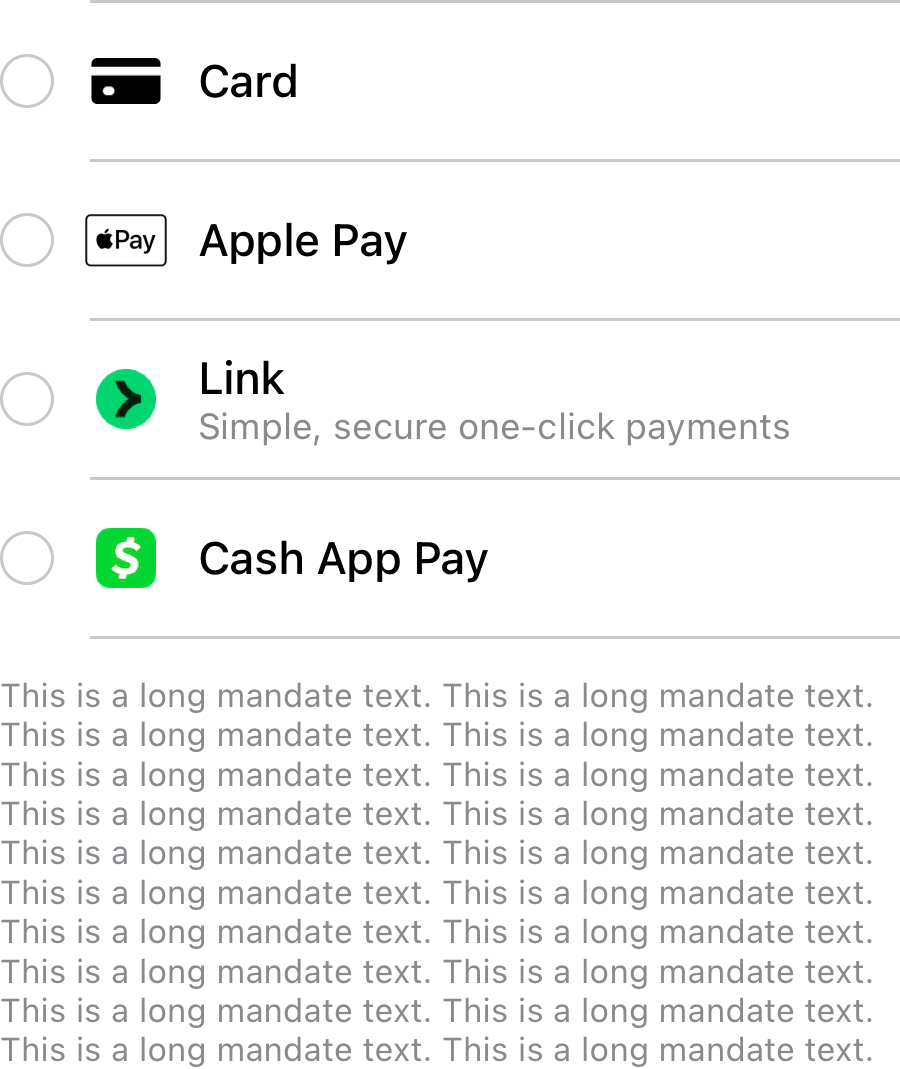 Card
Pay
Apple Pay
Link
Simple, secure one-click payments
$
Cash App Pay
This is a long mandate text. This is a long mandate text.
This is a long mandate text. This is a long mandate text.
This is a long mandate text. This is a long mandate text.
This is a long mandate text. This is a long mandate text.
This is a long mandate text. This is a long mandate text.
This is a long mandate text. This is a long mandate text.
This is a long mandate text. This is a long mandate text.
This is a long mandate text. This is a long mandate text.
This is a long mandate text. This is a long mandate text.
This is a long mandate text. This is a long mandate text.